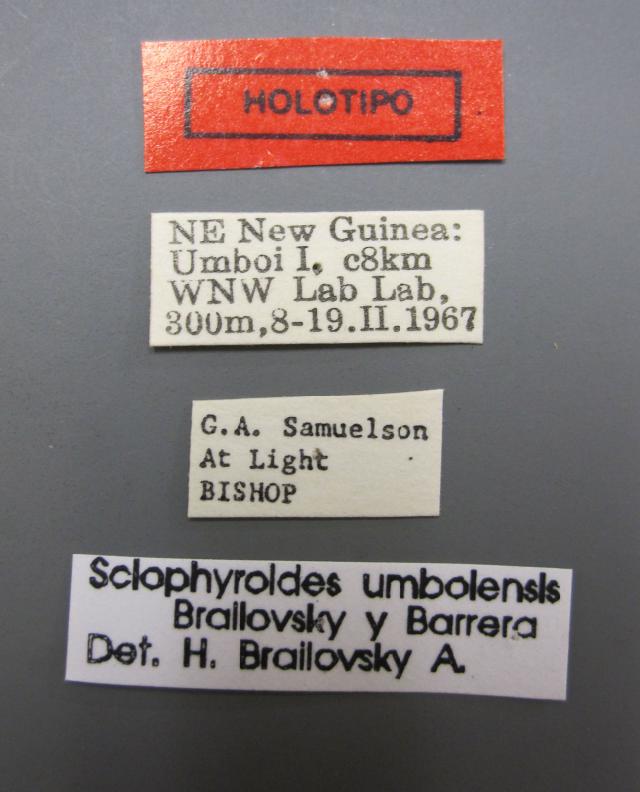 HOLOTIPO
NE New Guinea:
Umboi I. c8km
WNW Lab Lab,
300m,8-19.II.1967
G.A. Samuelson
At Light
BISHOP
Sciophyroides umboiensis
Brailovsky y Barrera
Det. H. Brailovsky A.